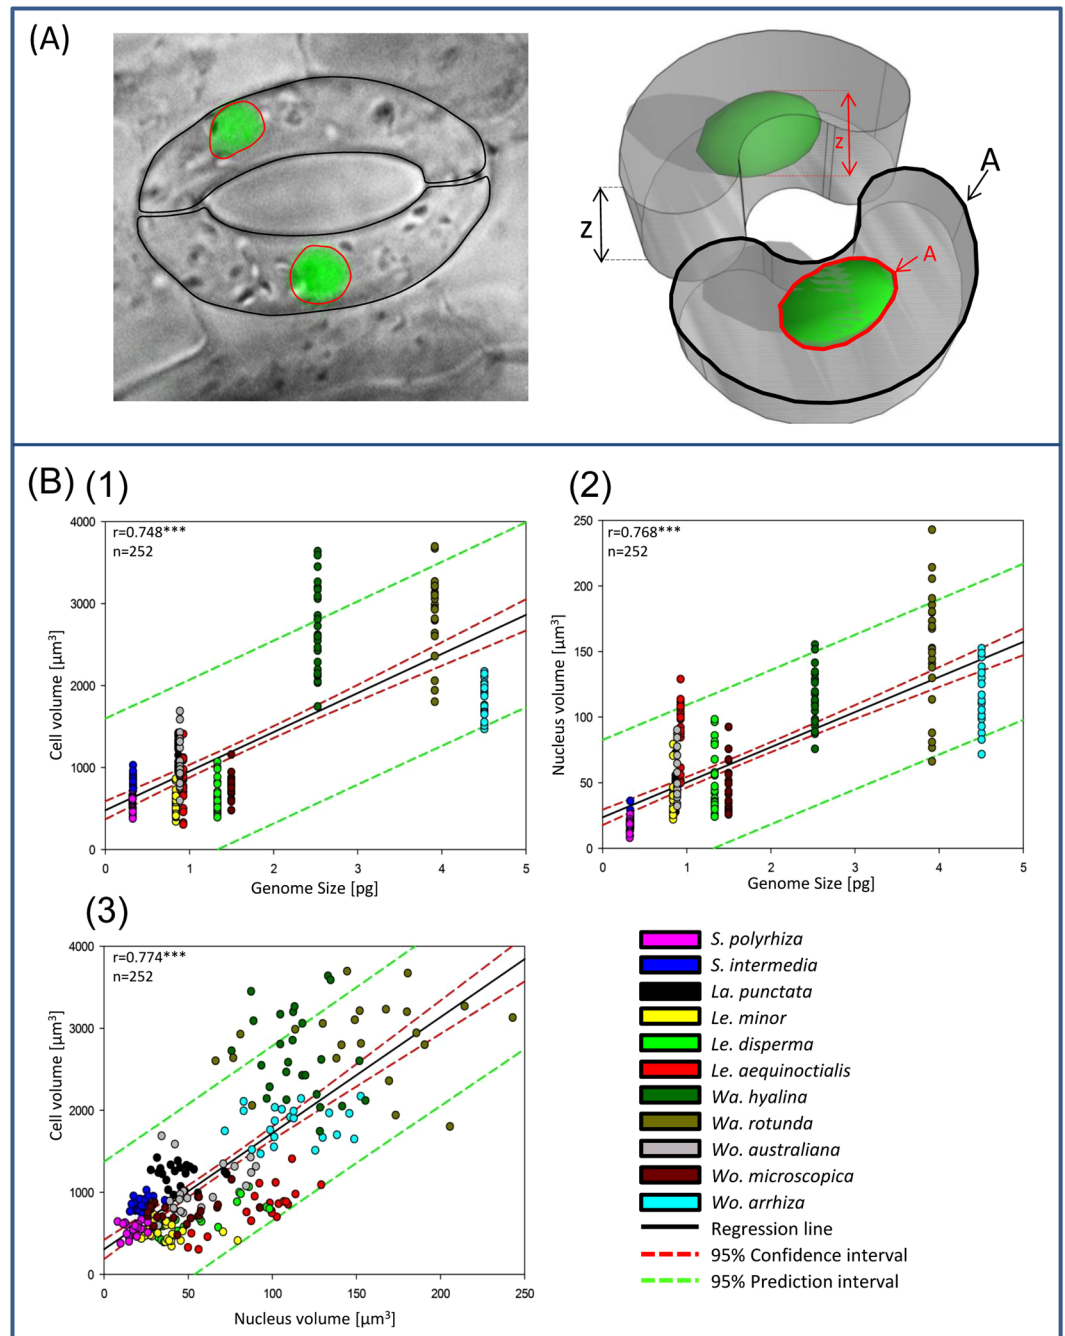 (A)
A
z
z
A
(B) (1)
(2)
r=0.748***
n=252
4000
3000
2000
1000
0
Cell volume [µm³]
0 1 2 3 4 5
Genome Size [pg]
r=0.768***
n=252
250
200
150
100
50
0
Nucleus volume [µm³]
0 1 2 3 4 5
Genome Size [pg]
(3)
r=0.774***
n=252
4000
3000
2000
1000
0
Cell volume [µm³]
0 50 100 150 200 250
Nucleus volume [µm³]
S. polyrhiza
S. intermedia
La. punctata
Le. minor
Le. disperma
Le. aequinoctialis
Wa. hyalina
Wa. rotunda
Wo. australiana
Wo. microscopica
Wo. arrhiza
Regression line
95% Confidence interval
95% Prediction interval